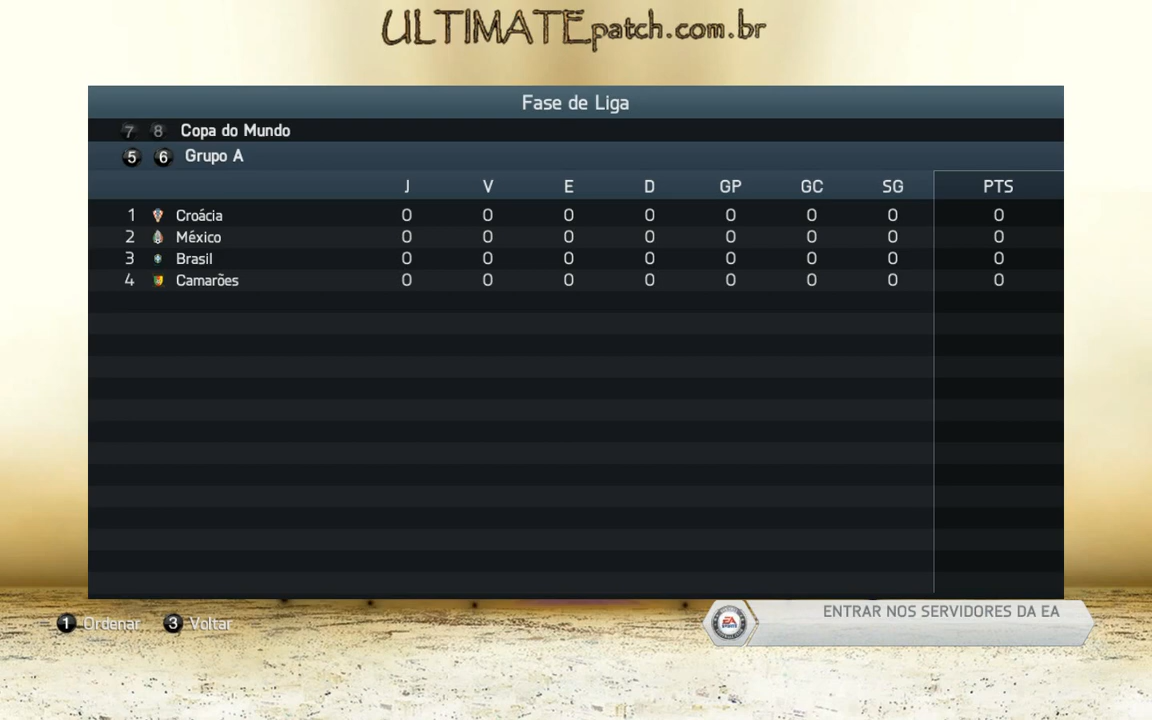 ULTIMATEpatch.com.br
Fase de Liga
7 8 Copa do Mundo
5 6 Grupo A
J V E D GP GC SG PTS
1 Croácia 0 0 0 0 0 0 0 0
2 México 0 0 0 0 0 0 0 0
3 Brasil 0 0 0 0 0 0 0 0
4 Camarões 0 0 0 0 0 0 0 0
ENTRAR NOS SERVIDORES DA EA
1 Ordenar 3 Voltar
EA SPORTS